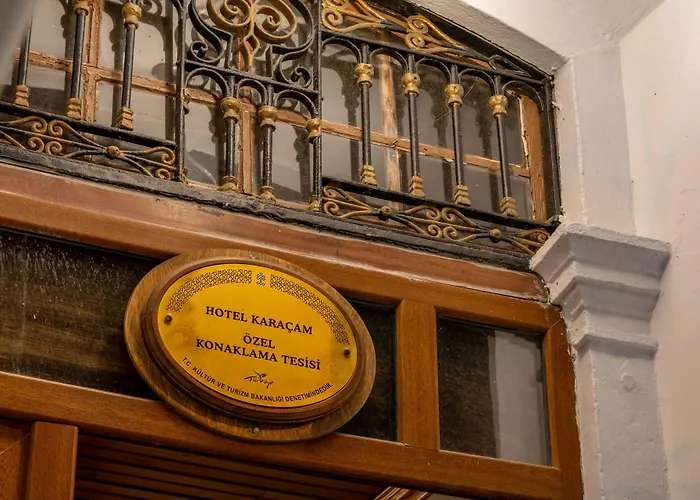 HOTEL KARAÇAM
ÖZEL
KONAKLAMA TESİSİ
Türkiye
T.C. KÜLTÜR VE TURİZM BAKANLIĞI DENETİMİNDEDİR.